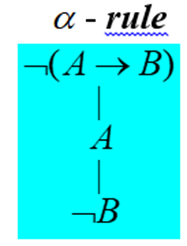 α - rule
¬(A → B)
A
¬B